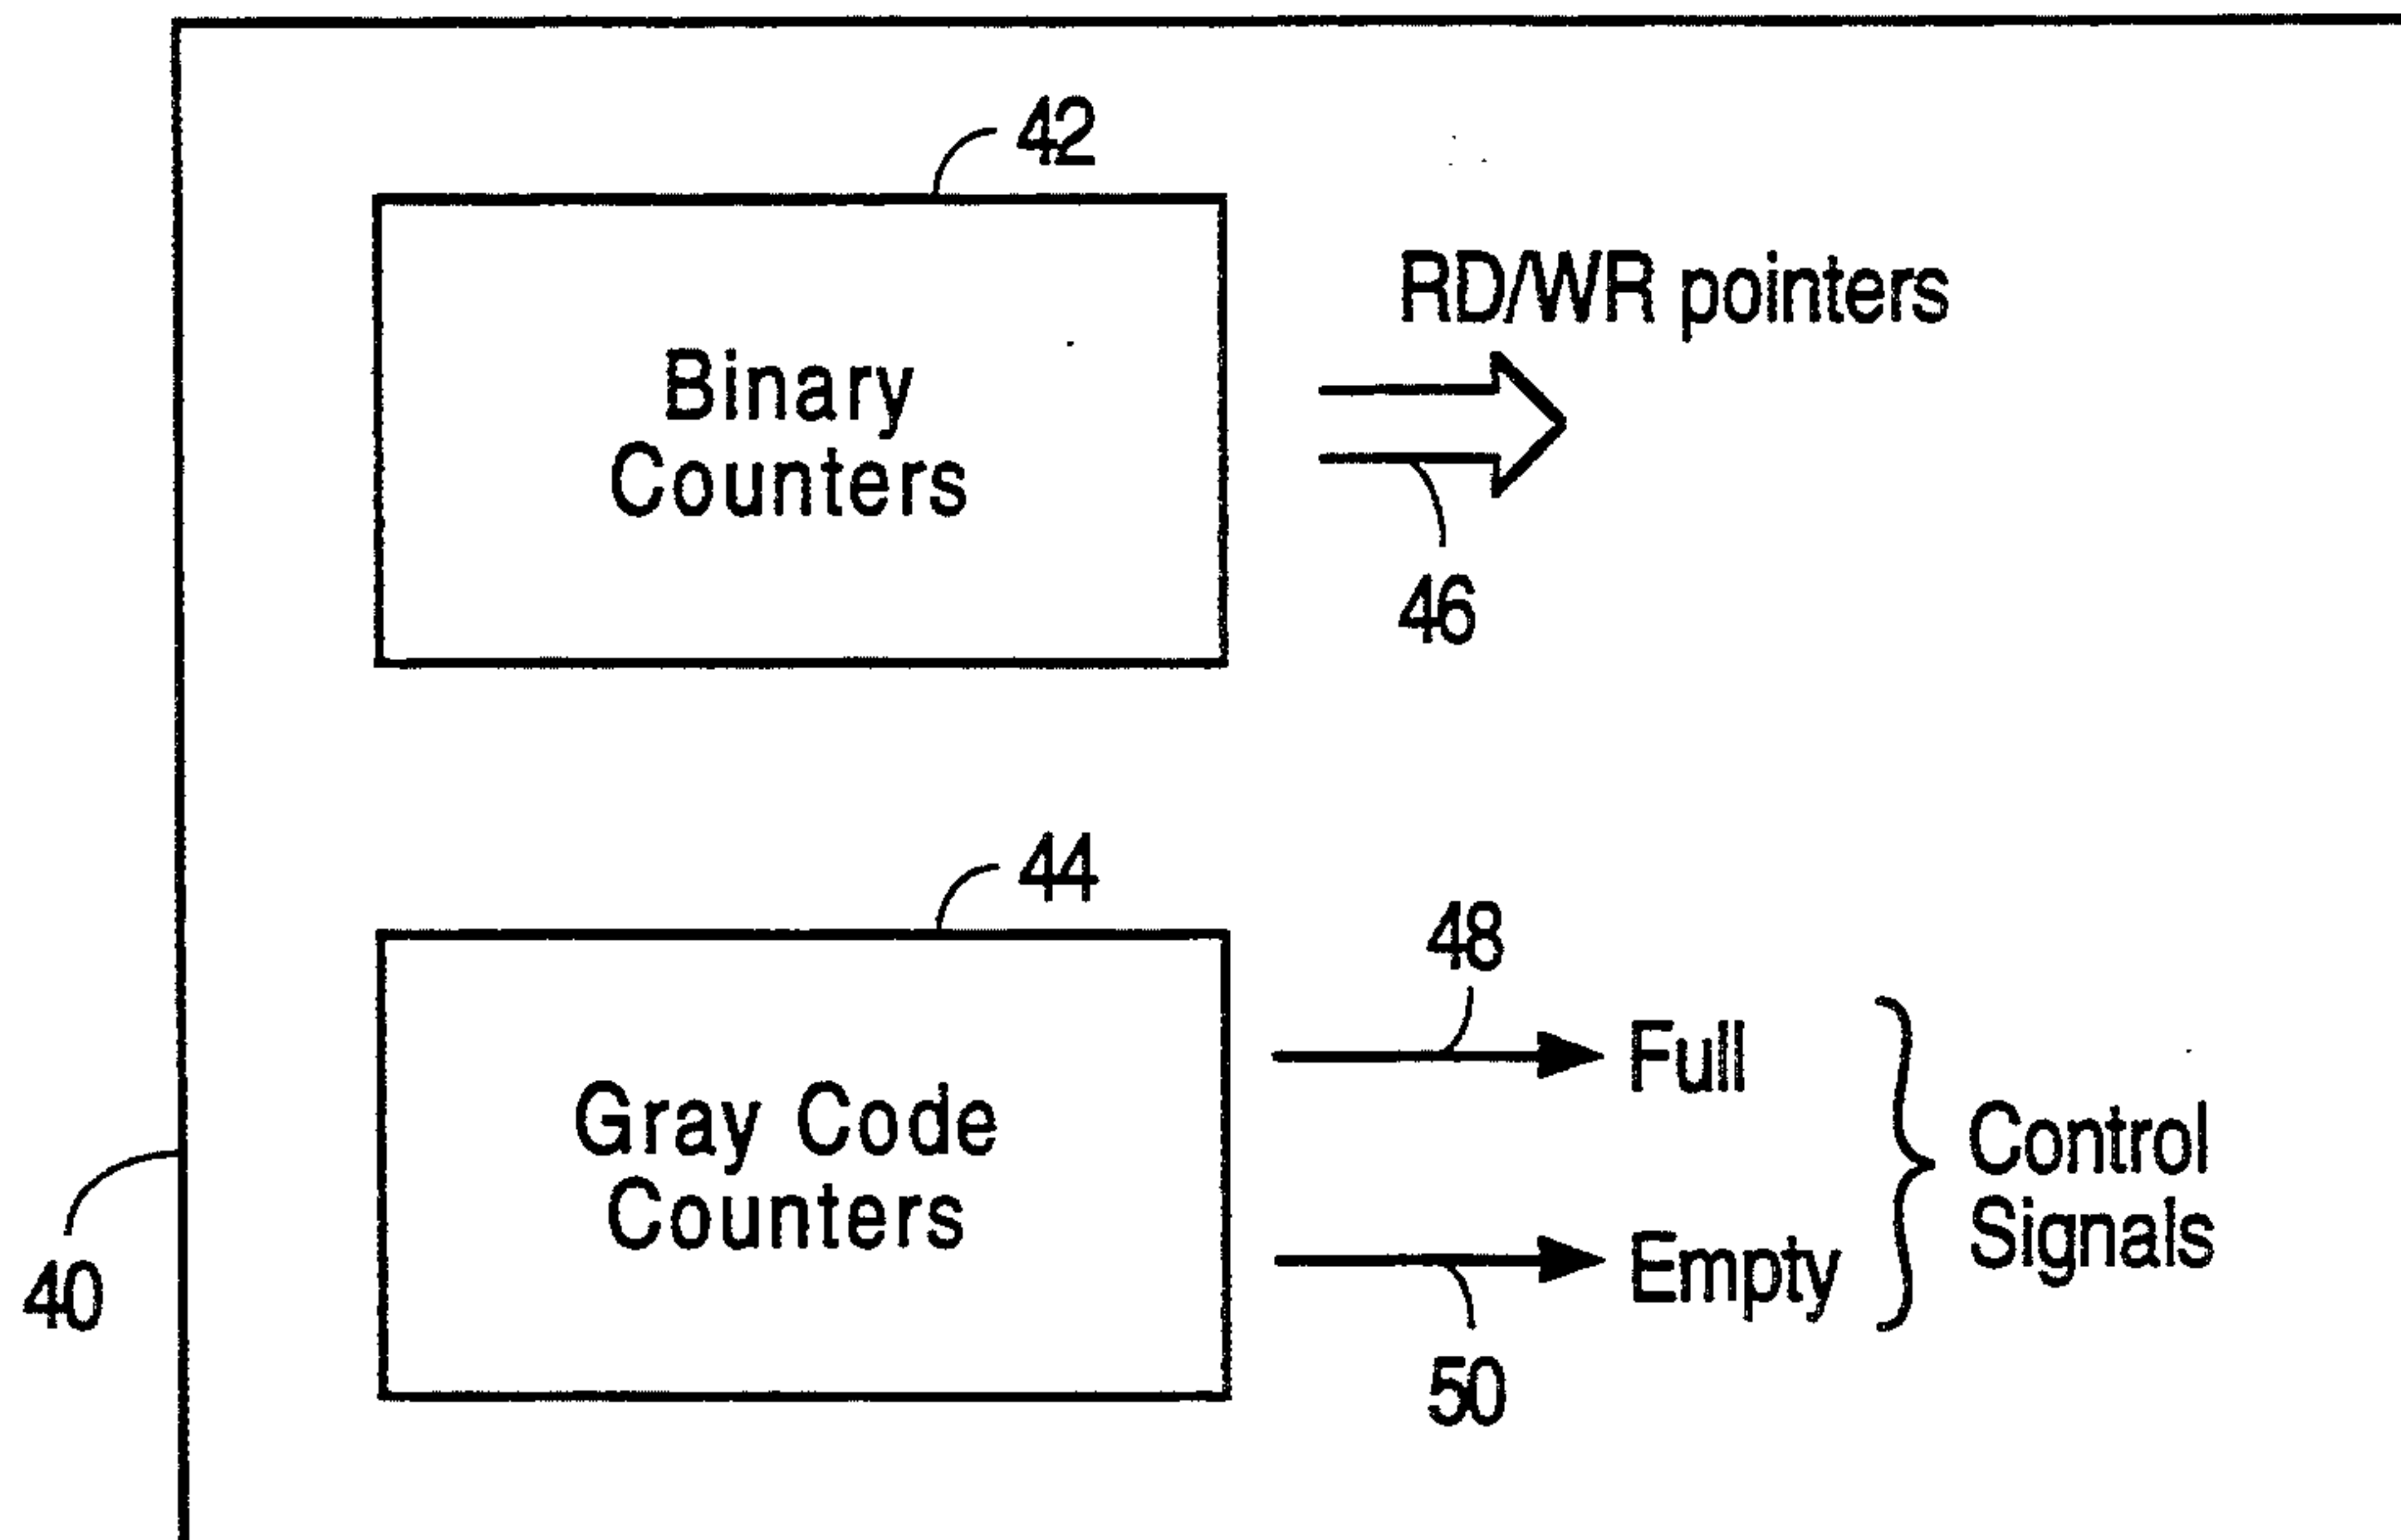 42
RD/WR pointers
Binary
Counters
46
44
48
Full
Gray Code
Counters
Control
Signals
Empty
40
50